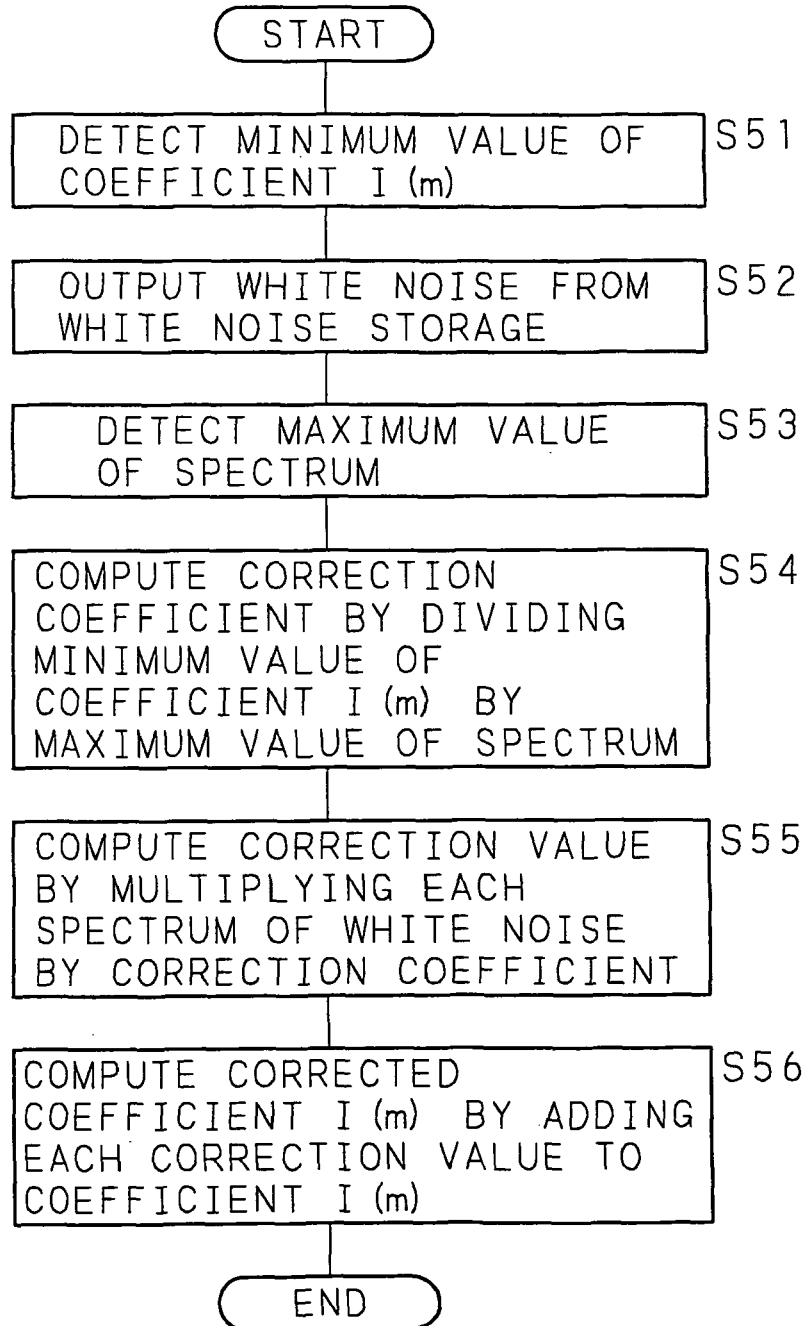 START
DETECT MINIMUM VALUE OF
COEFFICIENT I (m)
S51
OUTPUT WHITE NOISE FROM
WHITE NOISE STORAGE
S52
DETECT MAXIMUM VALUE
OF SPECTRUM
S53
COMPUTE CORRECTION
COEFFICIENT BY DIVIDING
MINIMUM VALUE OF
COEFFICIENT I (m) BY
MAXIMUM VALUE OF SPECTRUM
S54
COMPUTE CORRECTION VALUE
BY MULTIPLYING EACH
SPECTRUM OF WHITE NOISE
BY CORRECTION COEFFICIENT
S55
COMPUTE CORRECTED
COEFFICIENT I (m) BY ADDING
EACH CORRECTION VALUE TO
COEFFICIENT I (m)
S56
END